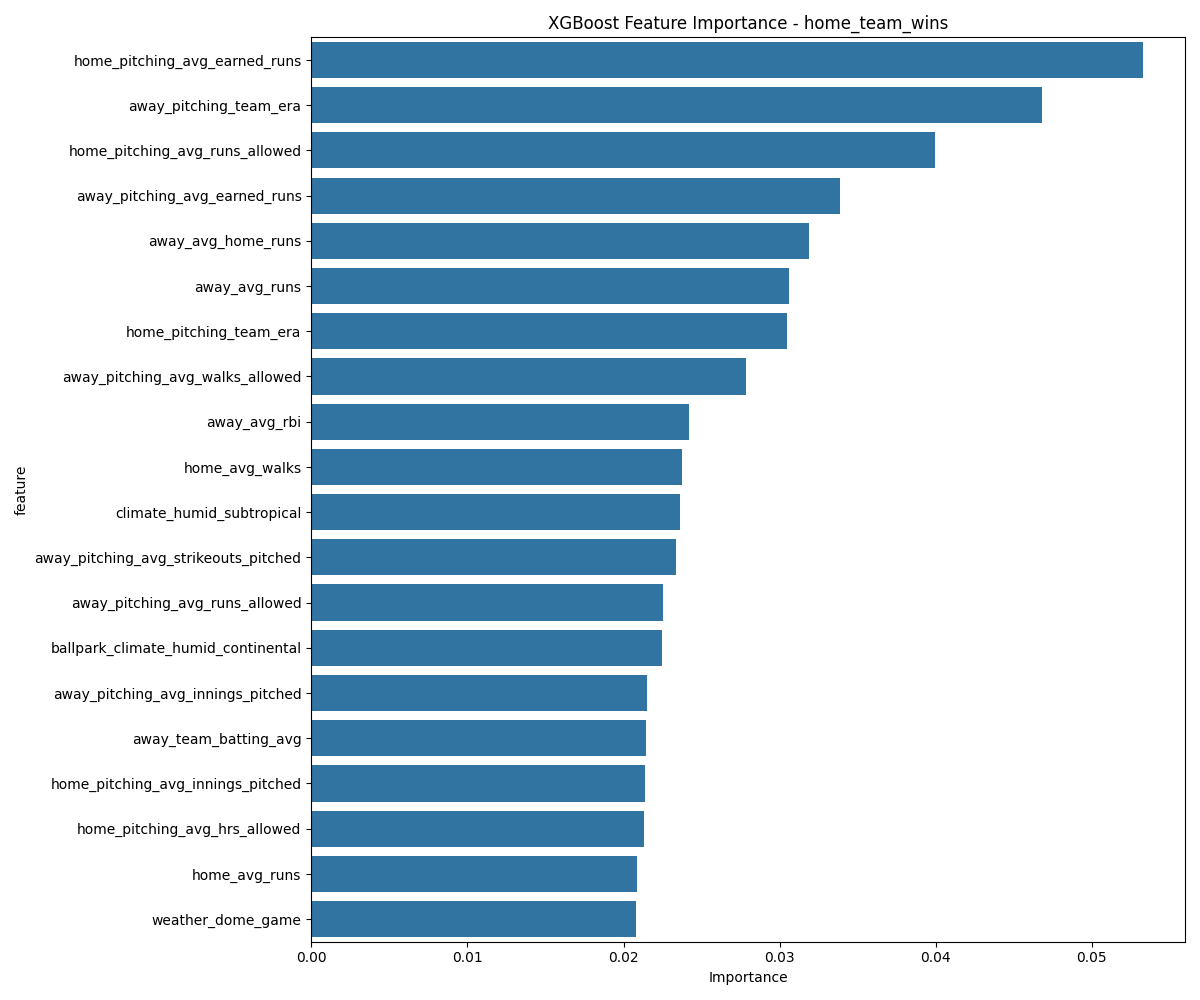 XGBoost Feature Importance - home_team_wins
home_pitching_avg_earned_runs
away_pitching_team_era
home_pitching_avg_runs_allowed
away_pitching_avg_earned_runs
away_avg_home_runs
away_avg_runs
home_pitching_team_era
away_pitching_avg_walks_allowed
away_avg_rbi
home_avg_walks
climate_humid_subtropical
away_pitching_avg_strikeouts_pitched
away_pitching_avg_runs_allowed
ballpark_climate_humid_continental
away_pitching_avg_innings_pitched
away_team_batting_avg
home_pitching_avg_innings_pitched
home_pitching_avg_hrs_allowed
home_avg_runs
weather_dome_game
feature
0.00 0.01 0.02 0.03 0.04 0.05
Importance